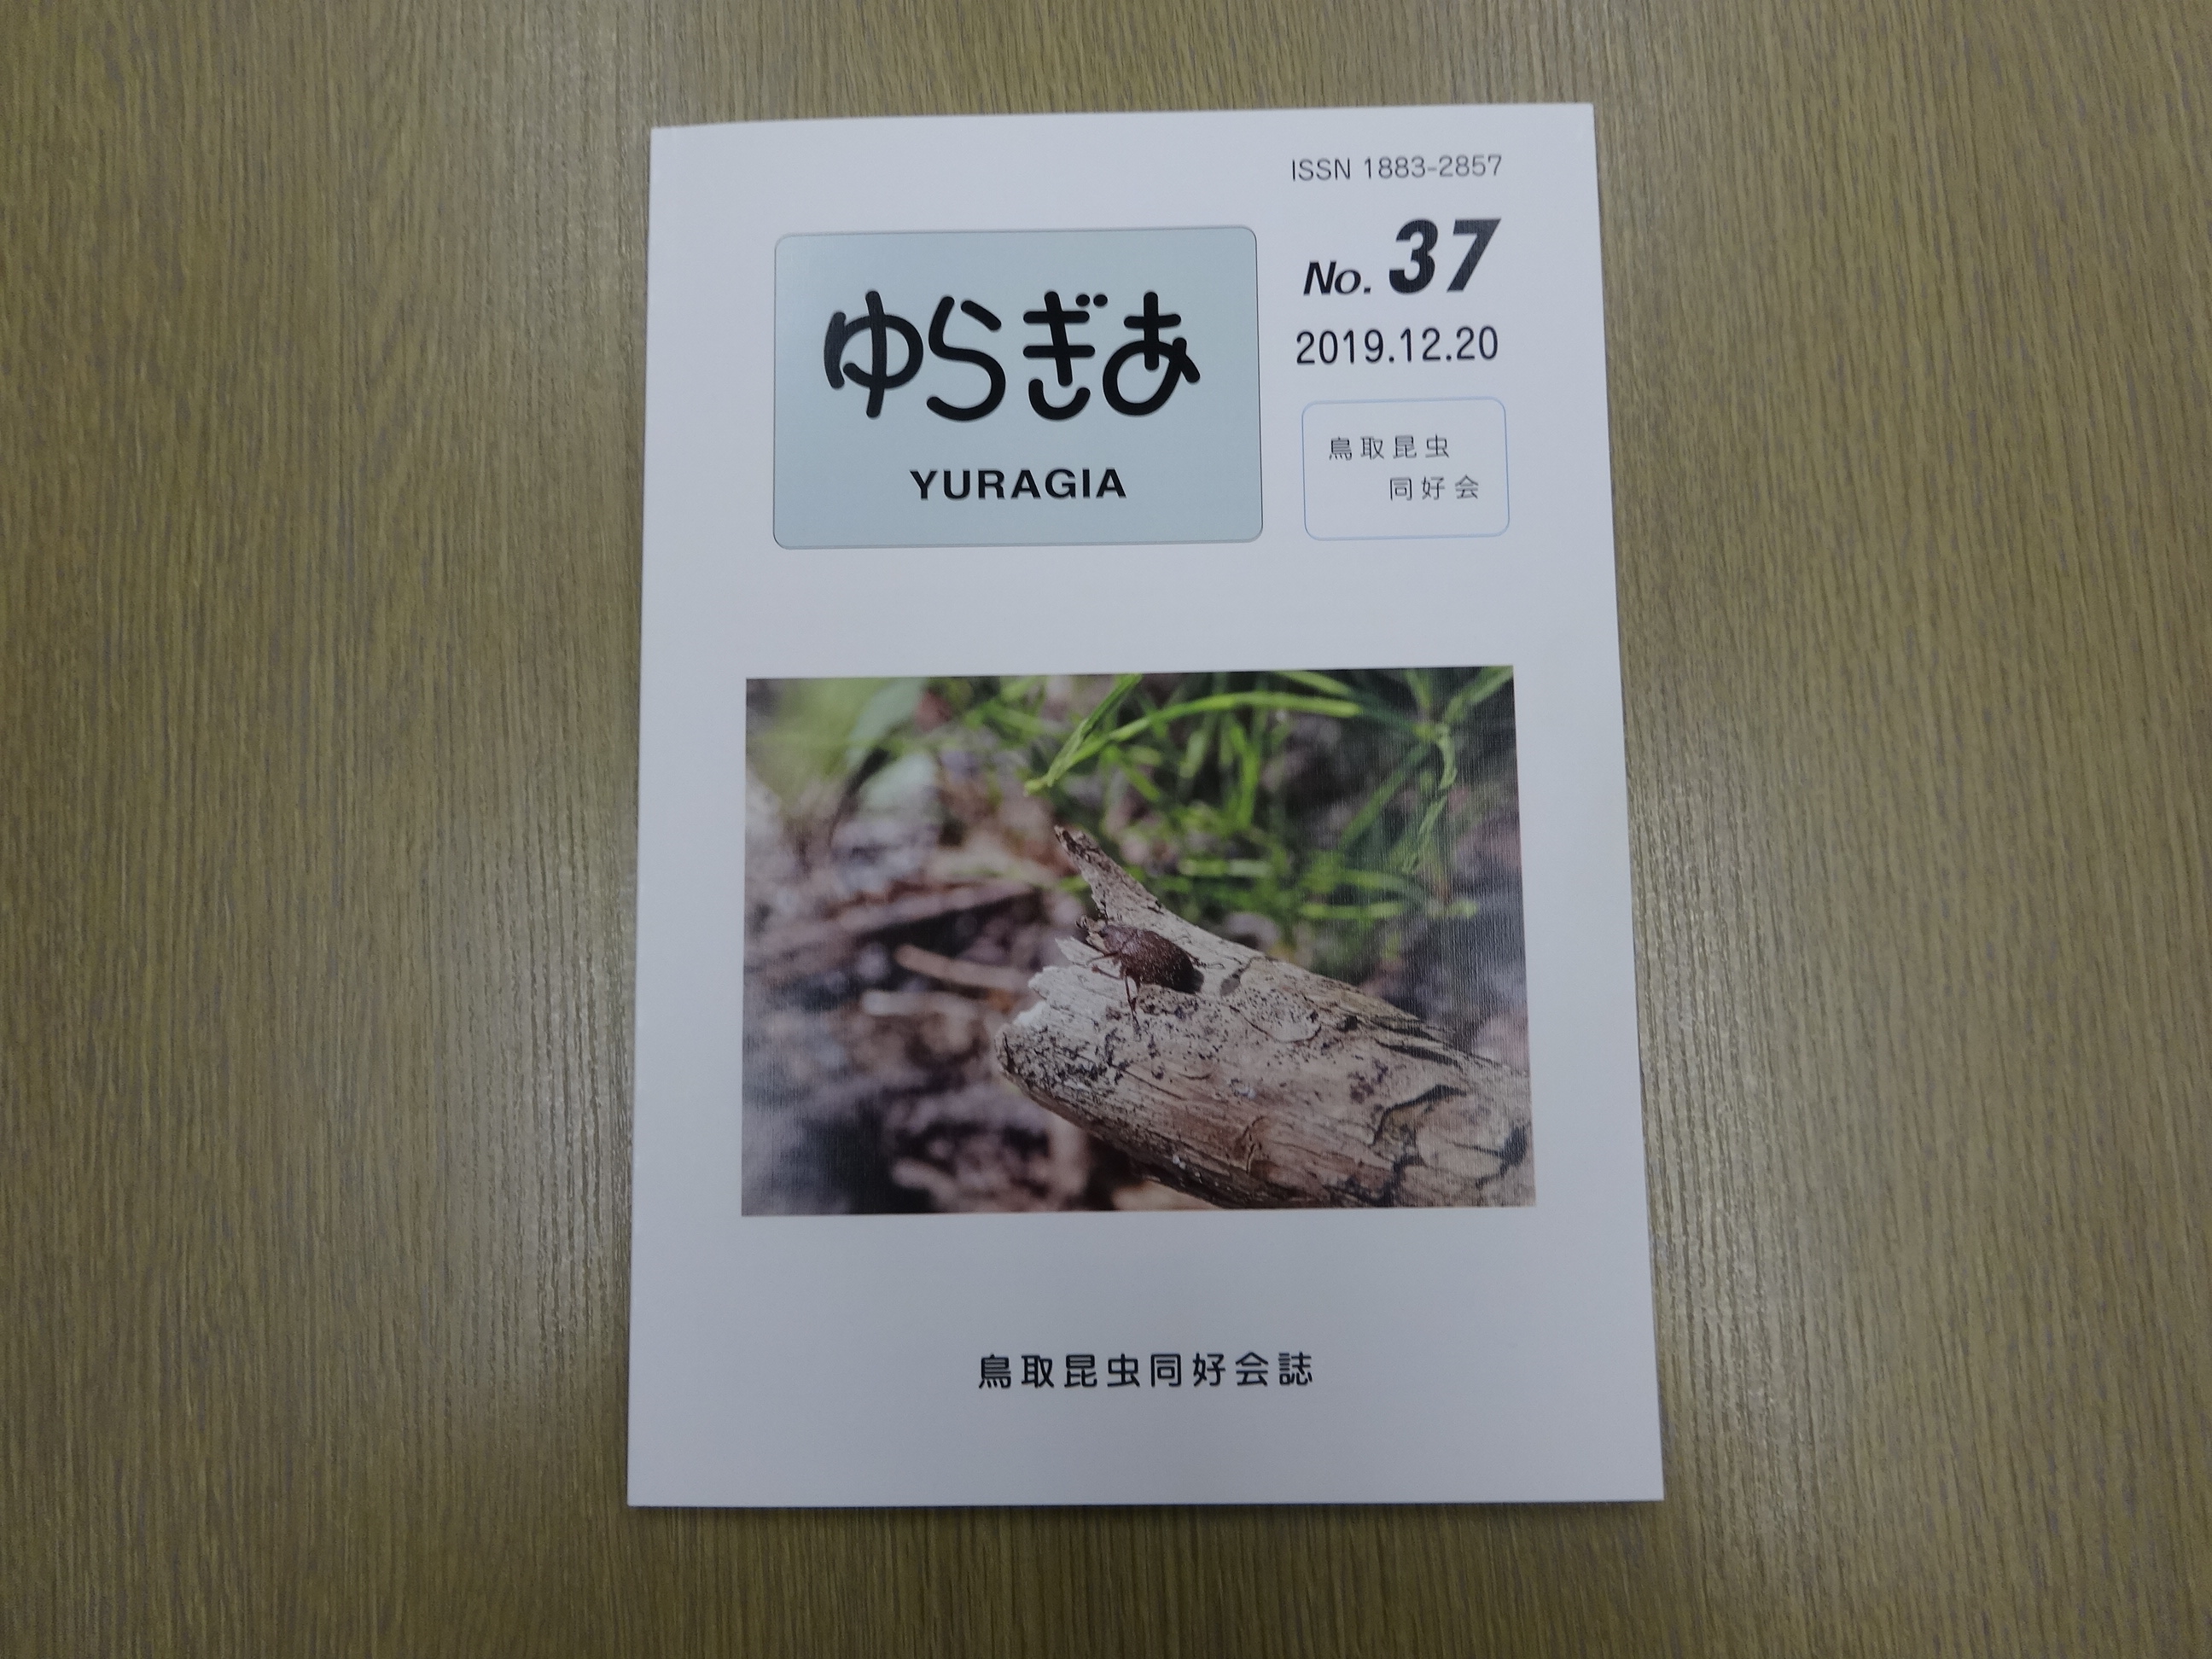 ISSN 1883-2857
No. 37
2019.12.20
ゆらぎあ
YURAGIA
鳥取昆虫
同好会
鳥取昆虫同好会誌